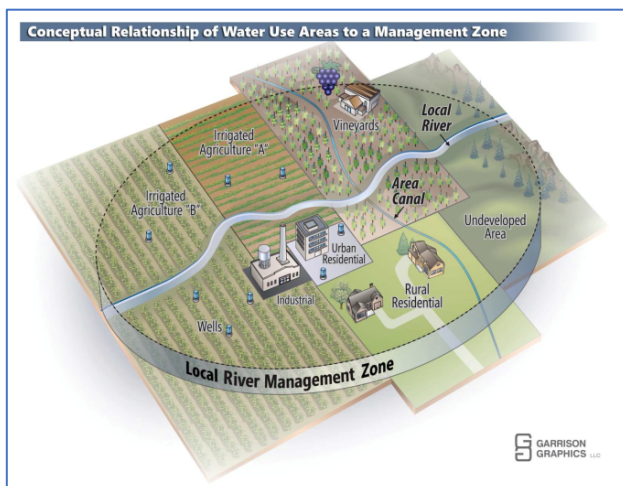 Conceptual Relationship of Water Use Areas to a Management Zone
Vineyards
Local
River
Irrigated
Agriculture "A"
Area
Canal
Irrigated
Agriculture "B"
Undeveloped
Area
Urban
Residential
Industrial
Rural
Residential
Wells
Local River Management Zone
GARRISON
GRAPHICS LLC